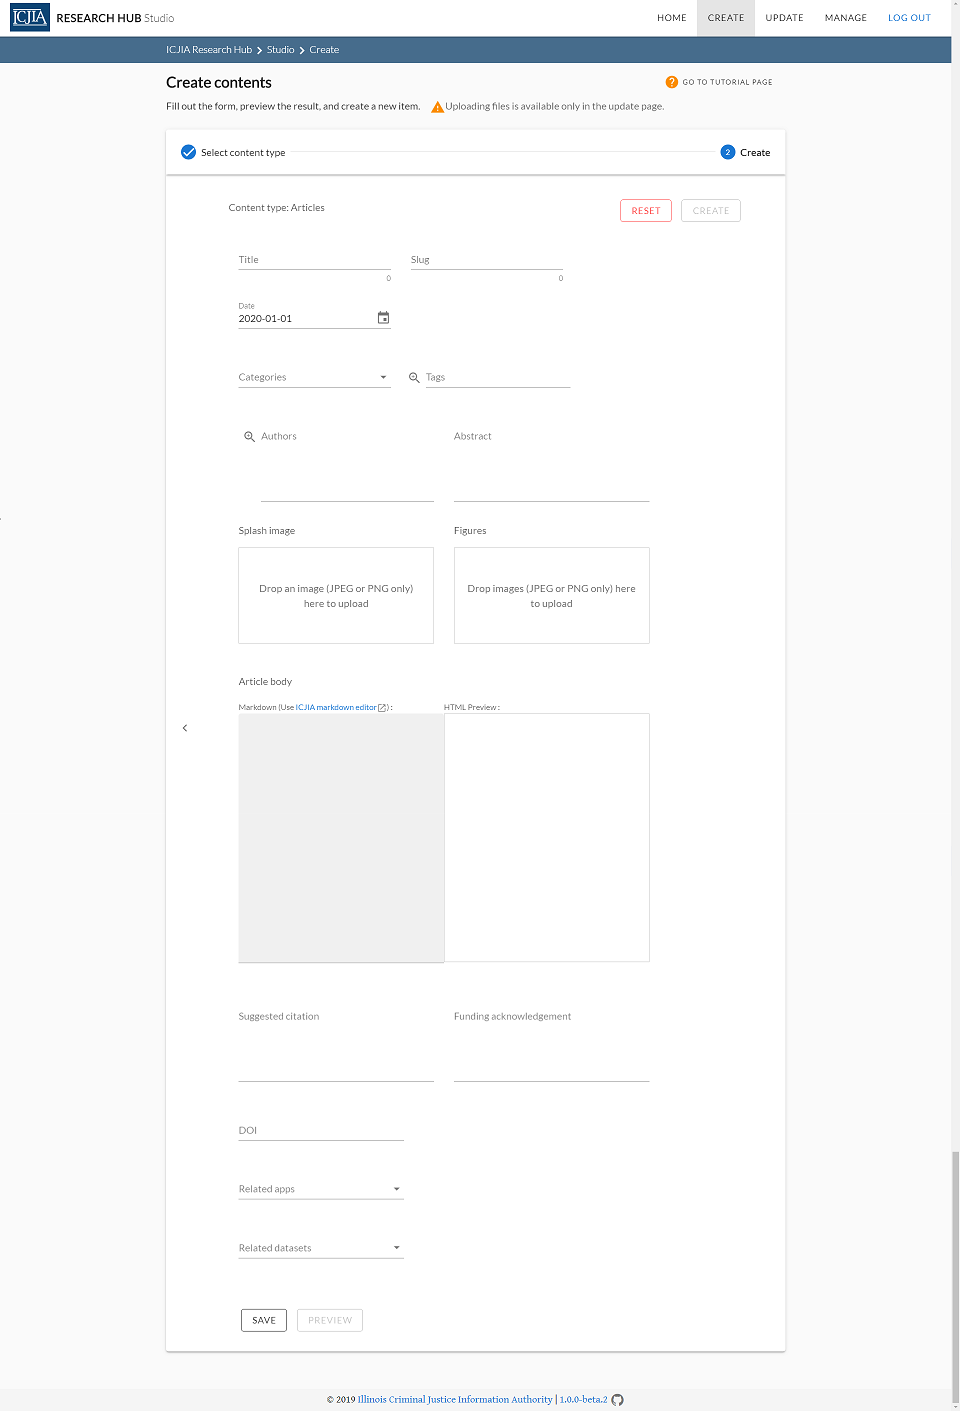 ICJIA RESEARCH HUB Studio HOME CREATE UPDATE MANAGE LOG OUT
ICJIA Research Hub Studio Create
Create contents
? GO TO TUTORIAL PAGE
Fill out the form, preview the result, and create a new item. Uploading files is available only in the update page.
Select content type 2 Create
Content type: Articles RESET CREATE
Title Slug
0 0
Date
2020-01-01
Categories Tags
Authors Abstract
Splash image Figures
Drop an image (JPEG or PNG only) Drop images (JPEG or PNG only) here
here to upload to upload
Article body
Markdown (Use ICJIA markdown editor) : HTML Preview :
Suggested citation Funding acknowledgement
DOI
Related apps
Related datasets
SAVE PREVIEW
© 2019 Illinois Criminal Justice Information Authority | 1.0.0-beta.2